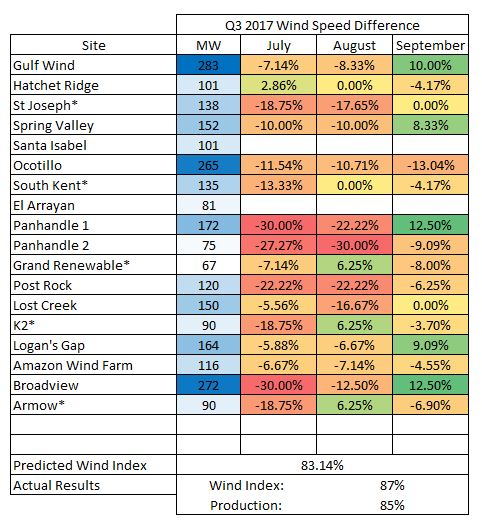 Q3 2017 Wind Speed Difference
Site MW July August September
Gulf Wind 283 -7.14% -8.33% 10.00%
Hatchet Ridge 101 2.86% 0.00% -4.17%
St Joseph* 138 -18.75% -17.65% 0.00%
Spring Valley 152 -10.00% -10.00% 8.33%
Santa Isabel 101
Ocotillo 265 -11.54% -10.71% -13.04%
South Kent* 135 -13.33% 0.00% -4.17%
El Arrayan 81
Panhandle 1 172 -30.00% -22.22% 12.50%
Panhandle 2 75 -27.27% -30.00% -9.09%
Grand Renewable* 67 -7.14% 6.25% -8.00%
Post Rock 120 -22.22% -22.22% -6.25%
Lost Creek 150 -5.56% -16.67% 0.00%
K2* 90 -18.75% 6.25% -3.70%
Logan's Gap 164 -5.88% -6.67% 9.09%
Amazon Wind Farm 116 -6.67% -7.14% -4.55%
Broadview 272 -30.00% -12.50% 12.50%
Armow* 90 -18.75% 6.25% -6.90%
Predicted Wind Index 83.14%
Actual Results Wind Index: 87%
Production: 85%